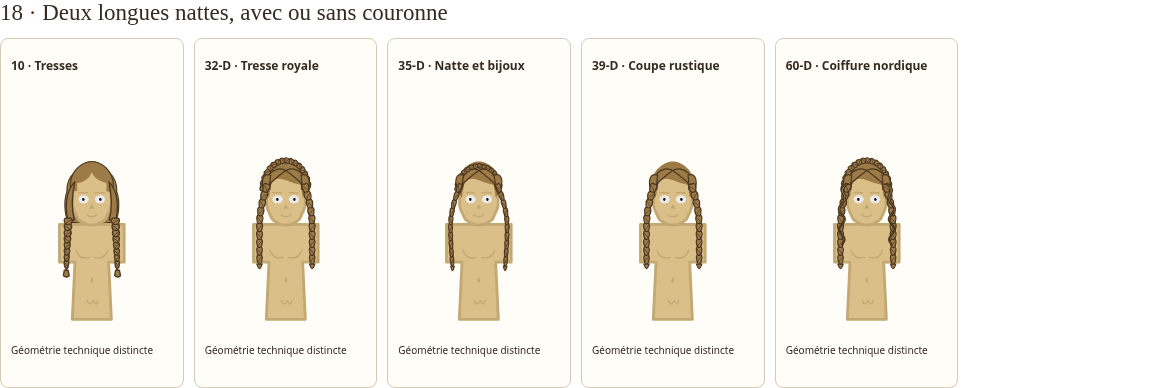 18 · Deux longues nattes, avec ou sans couronne
10 · Tresses
32-D · Tresse royale
35-D · Natte et bijoux
39-D · Coupe rustique
60-D · Coiffure nordique
Géométrie technique distincte
Géométrie technique distincte
Géométrie technique distincte
Géométrie technique distincte
Géométrie technique distincte